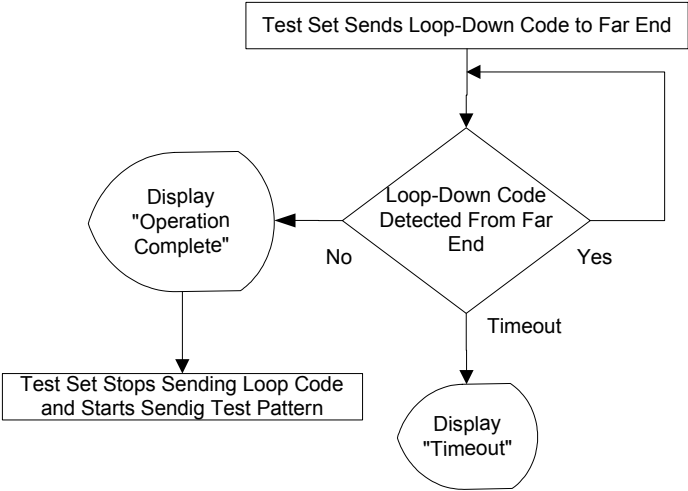 Test Set Sends Loop-Down Code to Far End
Loop-Down Code
Detected From Far
End
Display
"Operation
Complete"
No
Yes
Timeout
Test Set Stops Sending Loop Code
and Starts Sendig Test Pattern
Display
"Timeout"